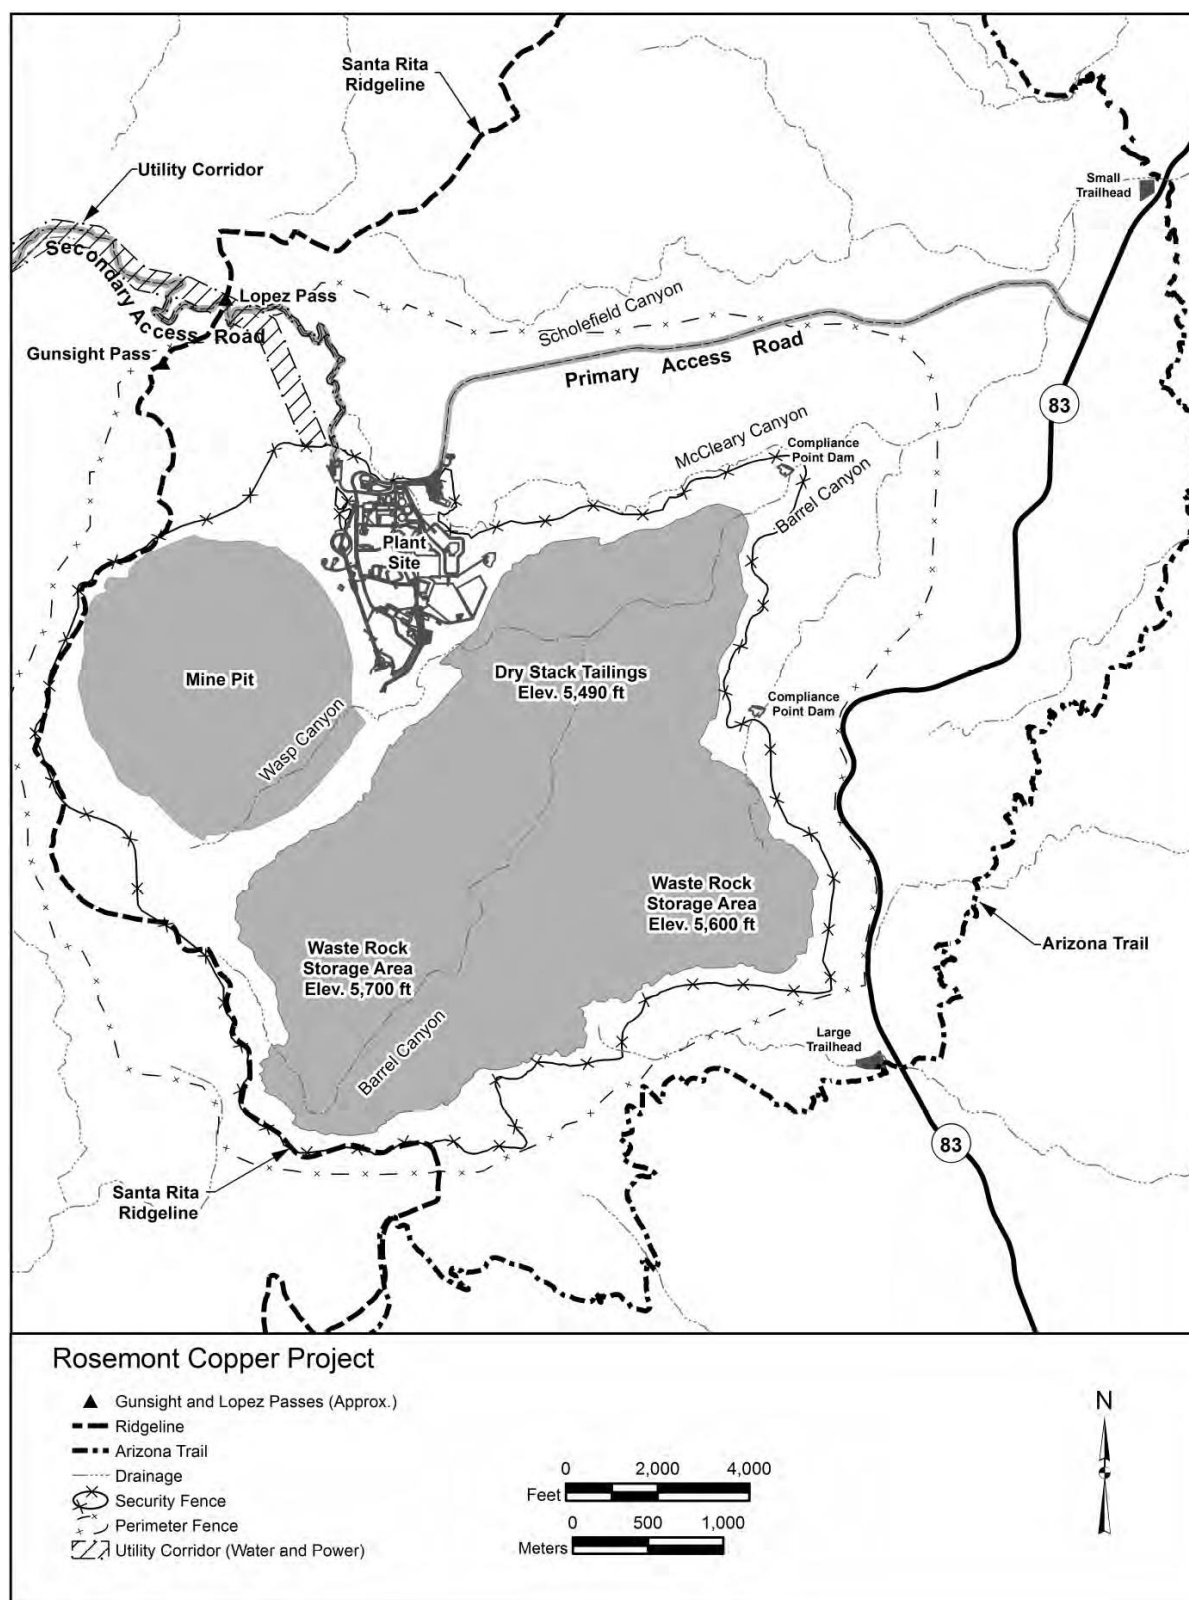 Santa Rita
Ridgeline
Utility Corridor
Small
Trailhead
Secondary Access Road
Lopez Pass
Scholefield Canyon
Gunsight Pass
Primary Access Road
83
McCleary Canyon
Compliance
Point Dam
Barrel Canyon
Plant
Site
Mine Pit
Dry Stack Tailings
Elev. 5,490 ft
Compliance
Point Dam
Wasp Canyon
Waste Rock
Storage Area
Elev. 5,600 ft
Waste Rock
Storage Area
Elev. 5,700 ft
Arizona Trail
Barrel Canyon
Large
Trailhead
83
Santa Rita
Ridgeline
Rosemont Copper Project
Gunsight and Lopez Passes (Approx.)
Ridgeline
Arizona Trail
Drainage
Security Fence
Perimeter Fence
Utility Corridor (Water and Power)
0 2,000 4,000
Feet
0 500 1,000
Meters
N